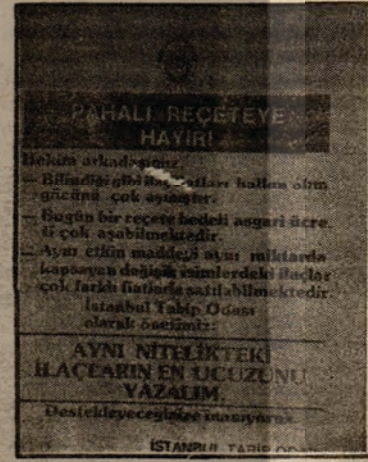 PAHALI REÇETEYE
HAYIR!
Hekim arkadaşımız,
— Bilindiği gibi ilaç fiatları halkın alım
gücünü çok aşmıştır.
— Bugün bir reçete bedeli asgari ücre-
ti çok aşabilmektedir.
— Aynı etkin maddeyi aynı miktarda
kapsayan değişik isimlerdeki ilaçlar
çok farklı fiatlarla satılabilmektedir.
İstanbul Tabip Odası
olarak önerimiz:
AYNI NİTELİKTEKİ
İLAÇLARIN EN UCUZUNU
YAZALIM.
Destekleyeceğinize inanıyoruz.
İSTANBUL TABİP